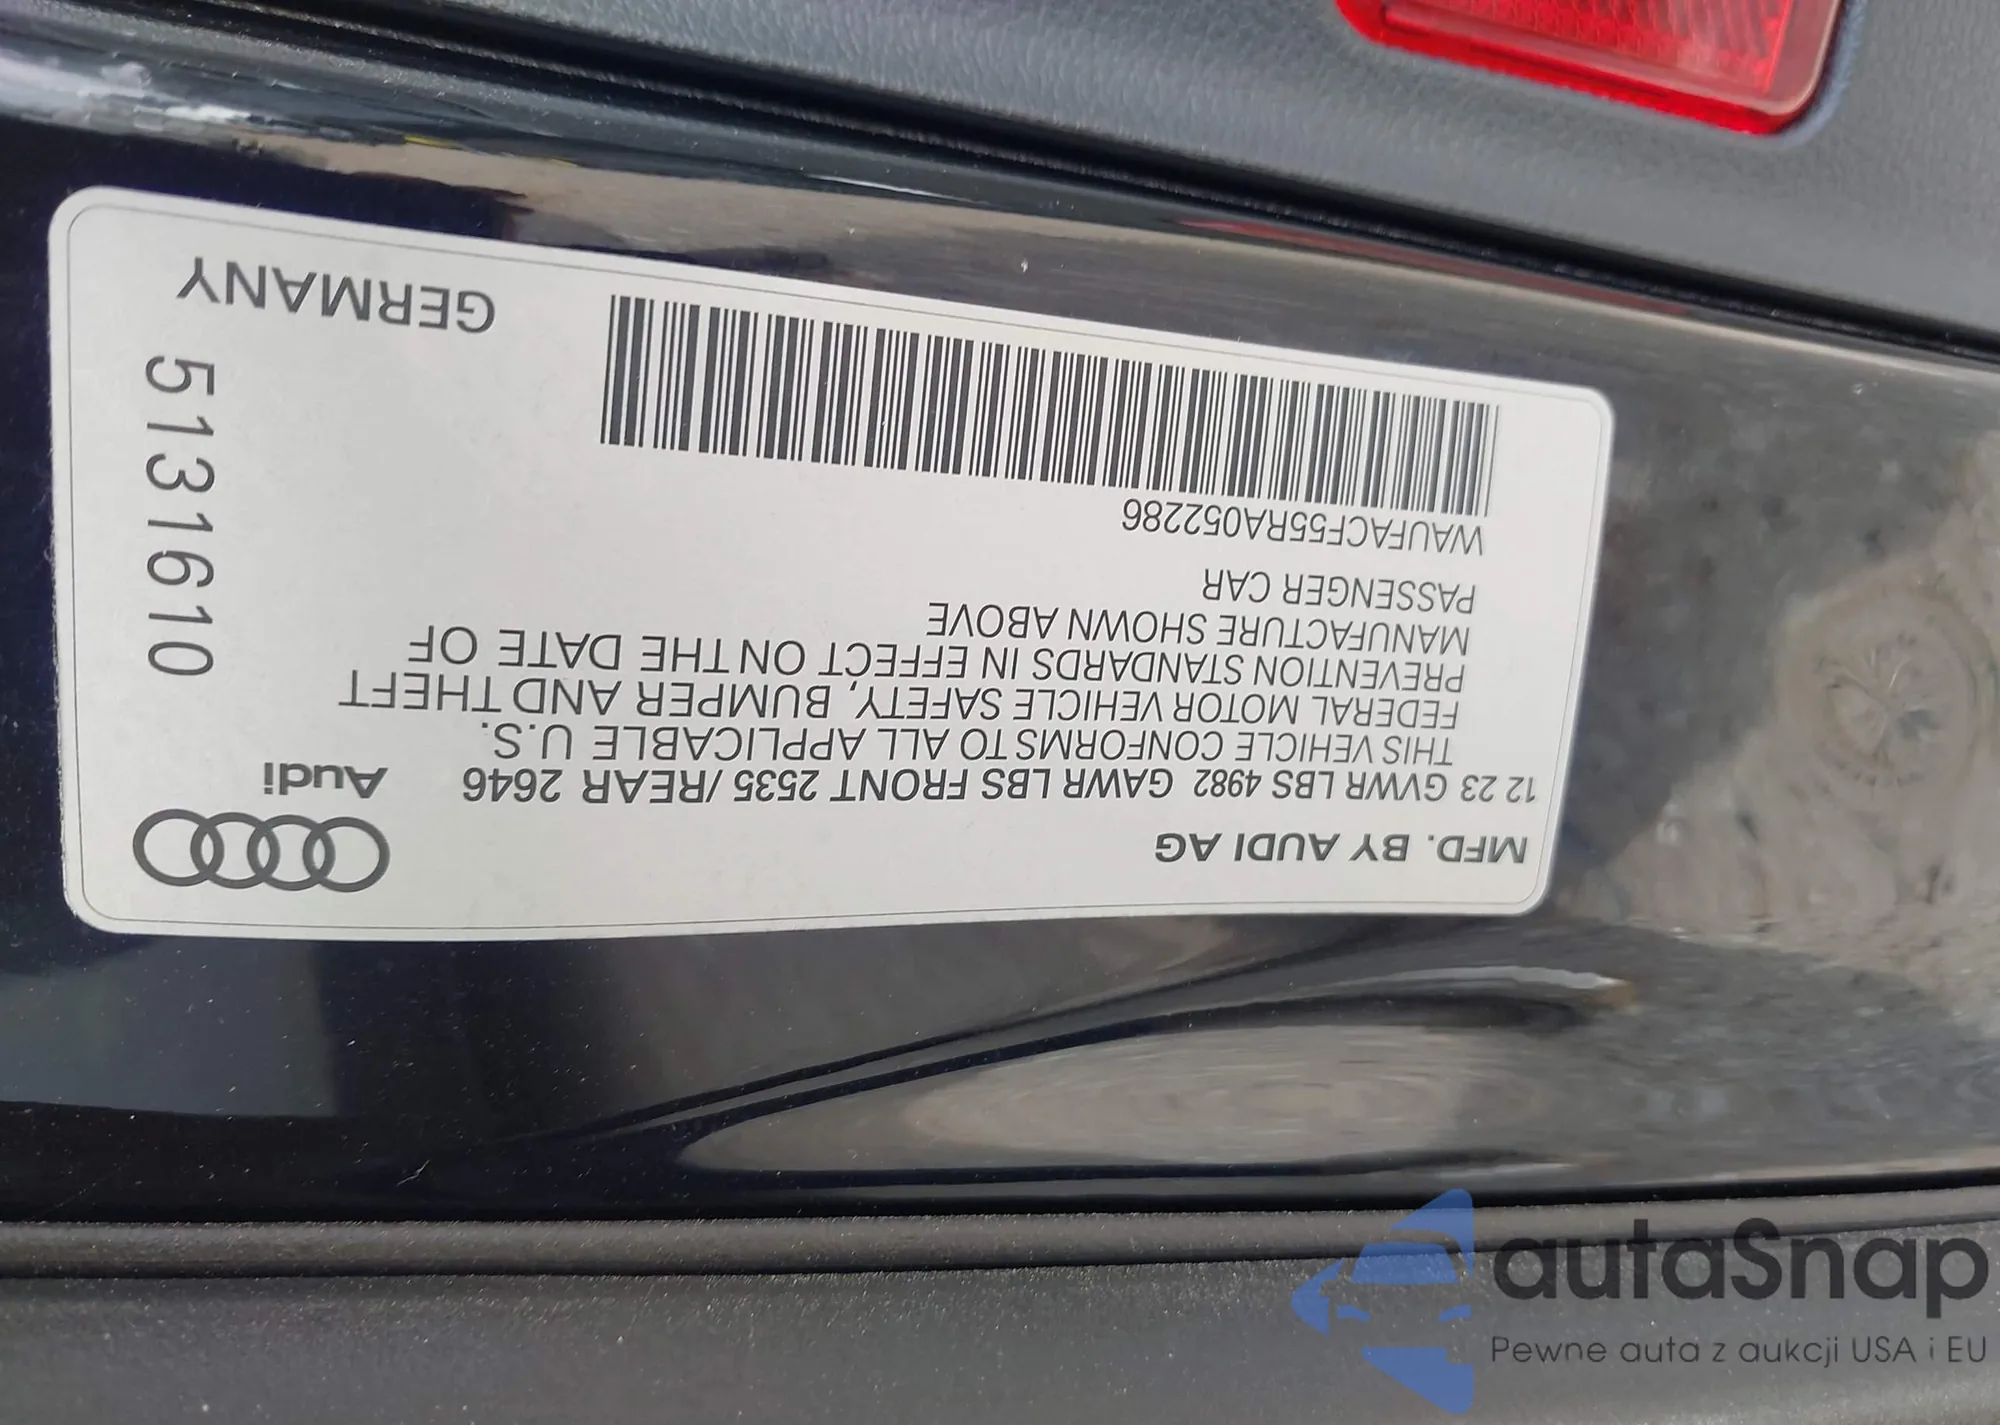 MFD. BY AUDI AG
12 23 GVWR LBS 4982 GAWR LBS FRONT 2535 / REAR 2646
Audi
THIS VEHICLE CONFORMS TO ALL APPLICABLE U.S.
FEDERAL MOTOR VEHICLE SAFETY, BUMPER AND THEFT
PREVENTION STANDARDS IN EFFECT ON THE DATE OF
MANUFACTURE SHOWN ABOVE
PASSENGER CAR
WAUFACF55RA052286
GERMANY
5131610
autaSnap
Pewne auta z aukcji USA i EU